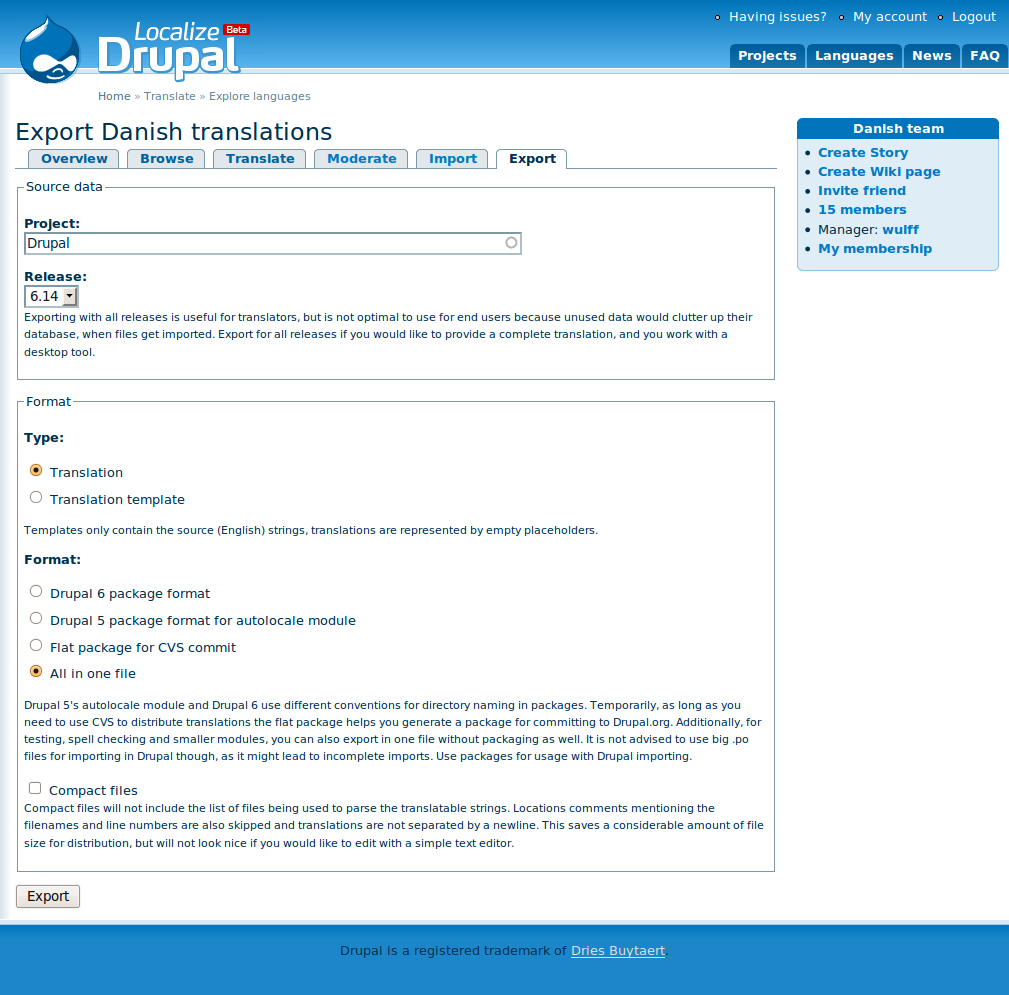 Having issues? My account Logout
Localize Beta
Drupal
Projects Languages News FAQ
Home » Translate » Explore languages
Export Danish translations
Overview Browse Translate Moderate Import Export
Source data
Project:
Drupal
Release:
6.14
Exporting with all releases is useful for translators, but is not optimal to use for end users because unused data would clutter up their
database, when files get imported. Export for all releases if you would like to provide a complete translation, and you work with a
desktop tool.
Format
Type:
Translation
Translation template
Templates only contain the source (English) strings, translations are represented by empty placeholders.
Format:
Drupal 6 package format
Drupal 5 package format for autolocale module
Flat package for CVS commit
All in one file
Drupal 5's autolocale module and Drupal 6 use different conventions for directory naming in packages. Temporarily, as long as you
need to use CVS to distribute translations the flat package helps you generate a package for committing to Drupal.org. Additionally, for
testing, spell checking and smaller modules, you can also export in one file without packaging as well. It is not advised to use big .po
files for importing in Drupal though, as it might lead to incomplete imports. Use packages for usage with Drupal importing.
Compact files
Compact files will not include the list of files being used to parse the translatable strings. Locations comments mentioning the
filenames and line numbers are also skipped and translations are not separated by a newline. This saves a considerable amount of file
size for distribution, but will not look nice if you would like to edit with a simple text editor.
Export
Danish team
Create Story
Create Wiki page
Invite friend
15 members
Manager: wulff
My membership
Drupal is a registered trademark of Dries Buytaert.